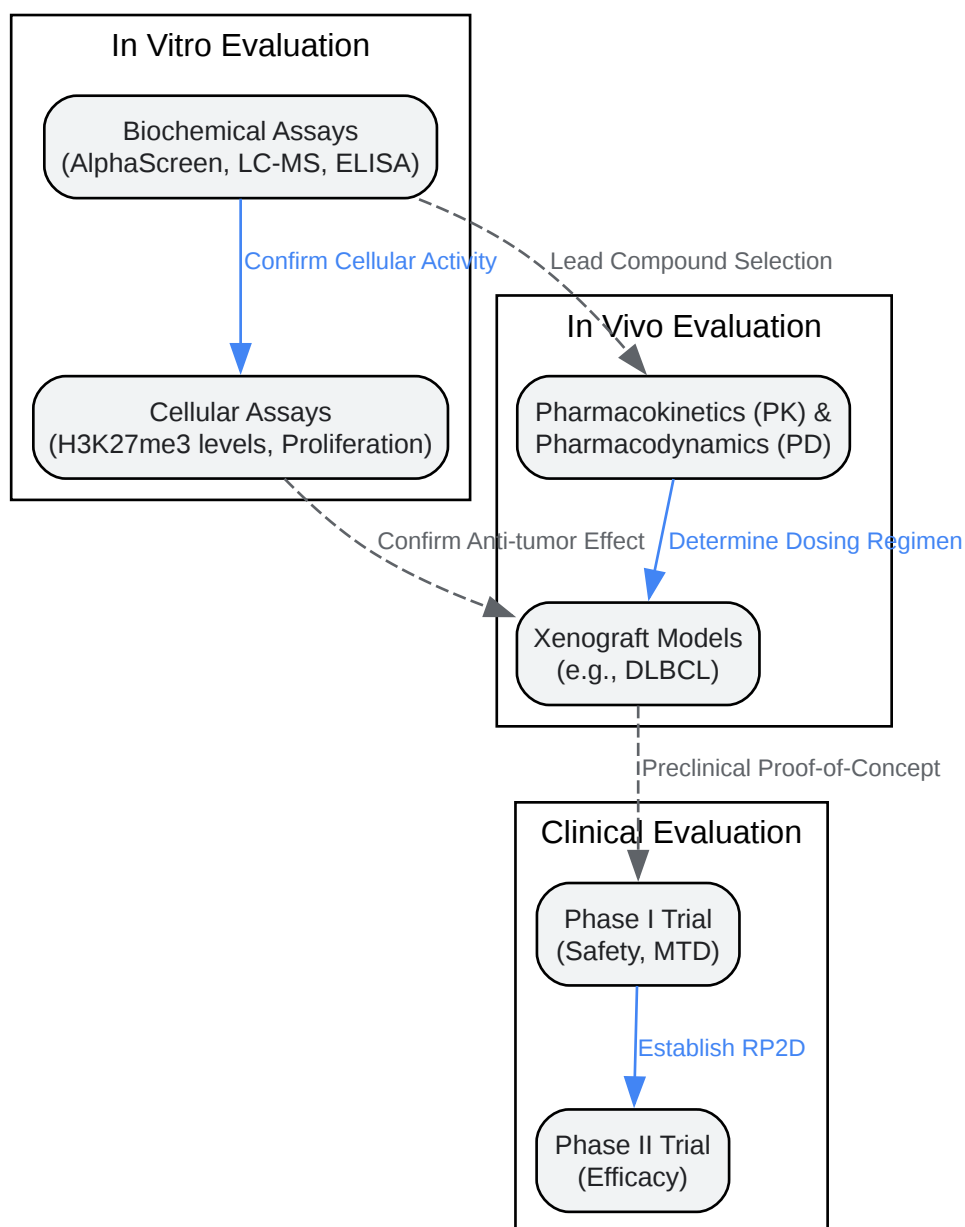 In Vitro Evaluation
Biochemical Assays
(AlphaScreen, LC-MS, ELISA)
Confirm Cellular Activity
Lead Compound Selection
In Vivo Evaluation
Cellular Assays
(H3K27me3 levels, Proliferation)
Pharmacokinetics (PK) &
Pharmacodynamics (PD)
Confirm Anti-tumor Effect
Determine Dosing Regimen
Xenograft Models
(e.g., DLBCL)
Preclinical Proof-of-Concept
Clinical Evaluation
Phase I Trial
(Safety, MTD)
Establish RP2D
Phase II Trial
(Efficacy)